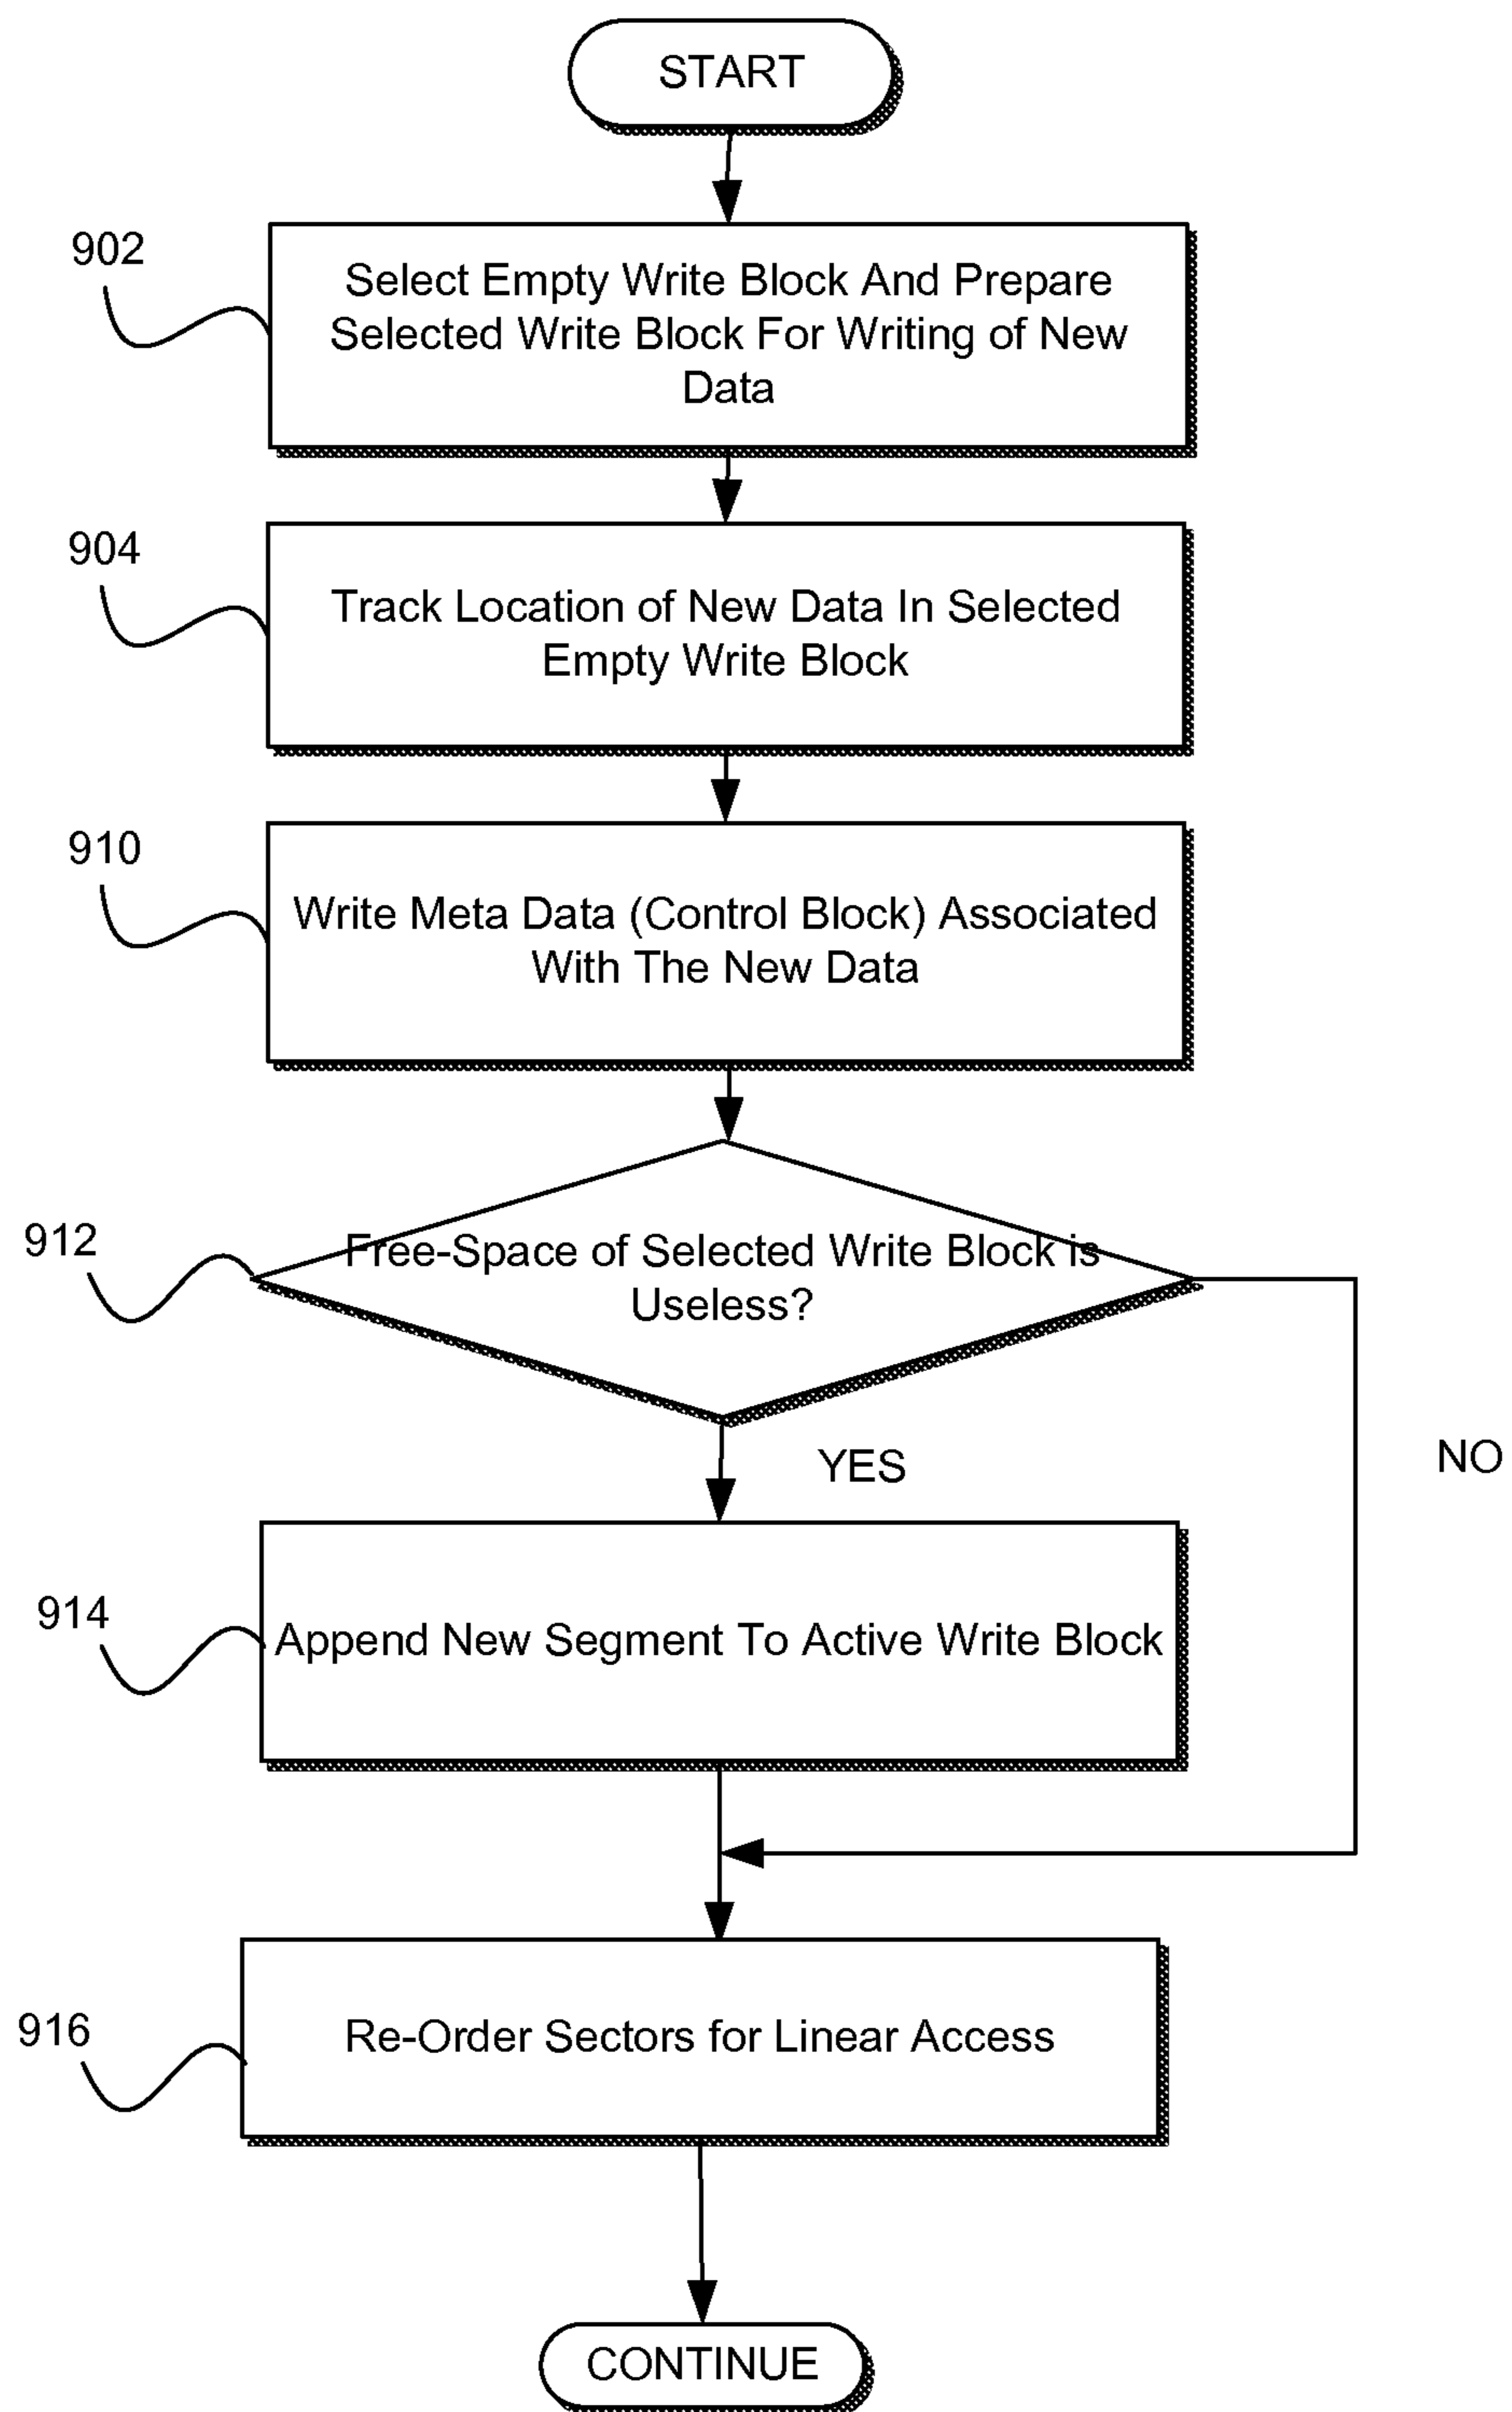 START
902
Select Empty Write Block And Prepare
Selected Write Block For Writing of New
Data
904
Track Location of New Data In Selected
Empty Write Block
910
Write Meta Data (Control Block) Associated
With The New Data
912
Free-Space of Selected Write Block is
Useless?
YES
NO
914
Append New Segment To Active Write Block
916
Re-Order Sectors for Linear Access
CONTINUE